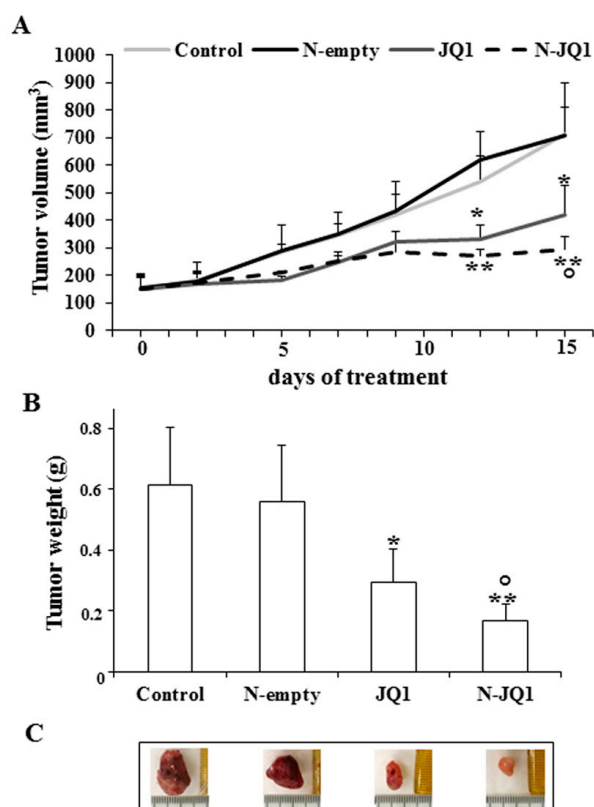 A
Control N-empty JQ1 N-JQ1
Tumor volume (mm³)
1000
900
800
700
600
500
400
300
200
100
0
* *
** **
°
0 5 10 15
days of treatment
B
Tumor weight (g)
0.8
0.6
0.4
0.2
0
*
°
**
Control N-empty JQ1 N-JQ1
C